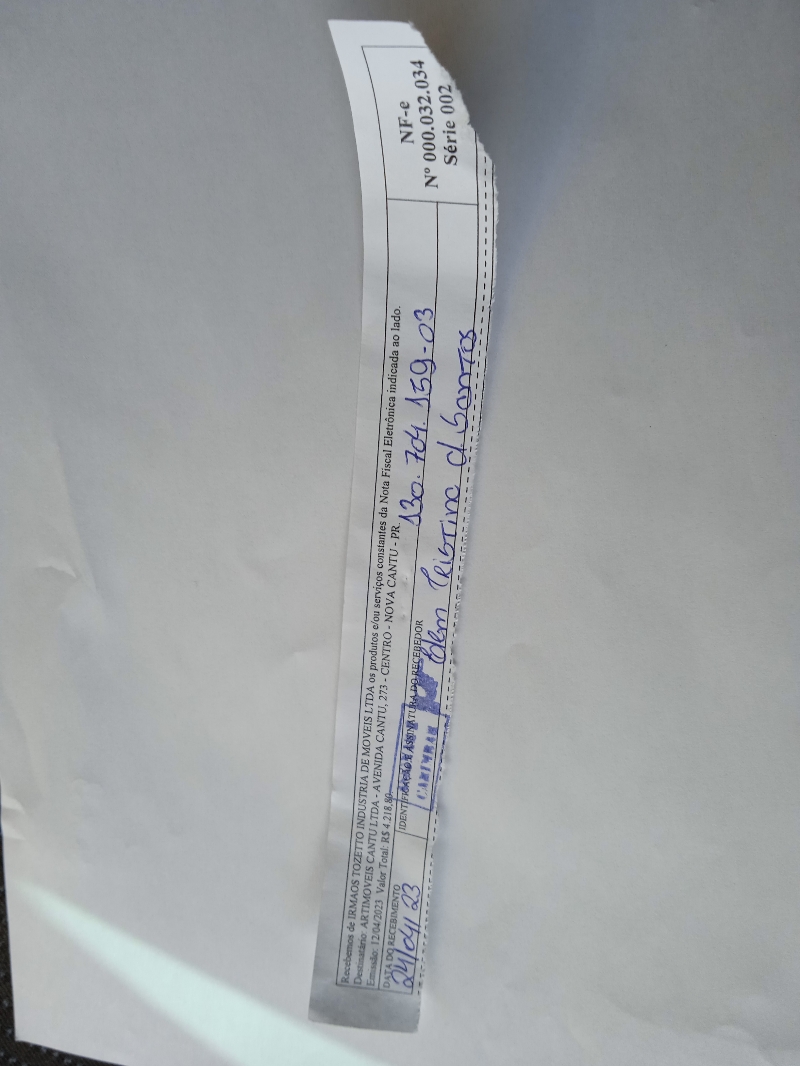 Recebemos de IRMAOS TOZETTO INDUSTRIA DE MOVEIS LTDA os produtos e/ou serviços constantes da Nota Fiscal Eletrônica indicada ao lado.
Destinatário: ARTIMOVEIS CANTU LTDA - AVENIDA CANTU, 273 - CENTRO - NOVA CANTU - PR.
Emissão: 12/04/2023 Valor Total: R$ 4.218,80
DATA DO RECEBIMENTO
24/04/23
IDENTIFICAÇÃO E ASSINATURA DO RECEBEDOR
130.704.159-03
Cristina d Santos
NF-e
Nº 000.032.034
Série 002